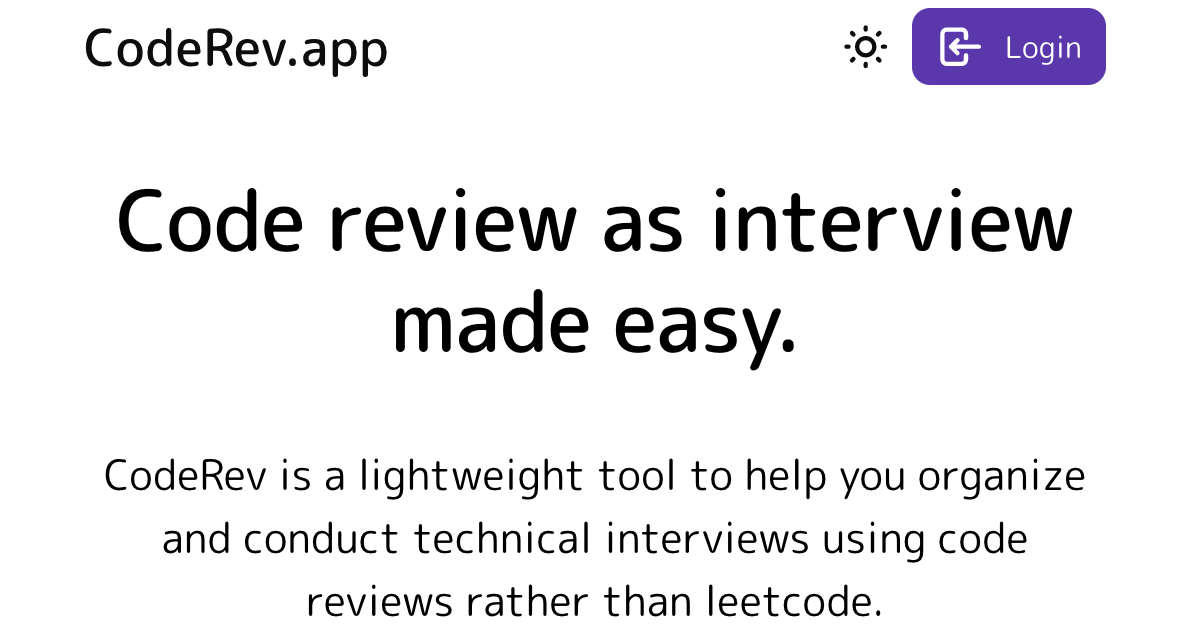 CodeRev.app
Login
Code review as interview
made easy.
CodeRev is a lightweight tool to help you organize
and conduct technical interviews using code
reviews rather than leetcode.